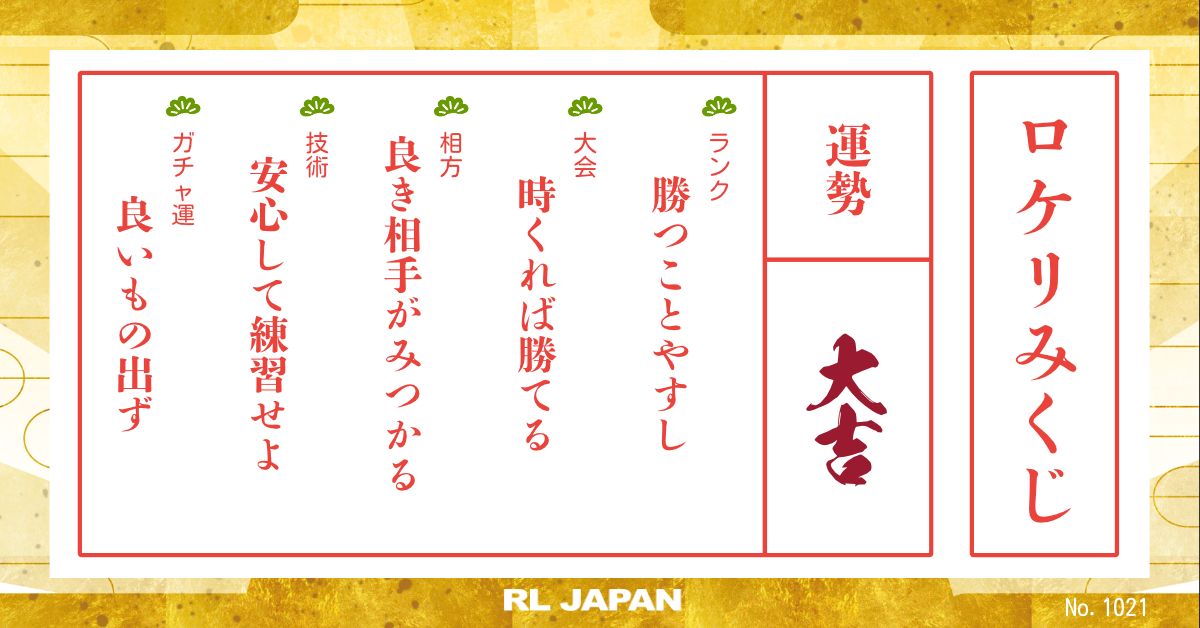 ロケリみくじ
運勢
大吉
ランク
勝つことやすし
大会
時くれば勝てる
相方
良き相手がみつかる
技術
安心して練習せよ
ガチャ運
良いもの出ず
RL JAPAN
No. 1021